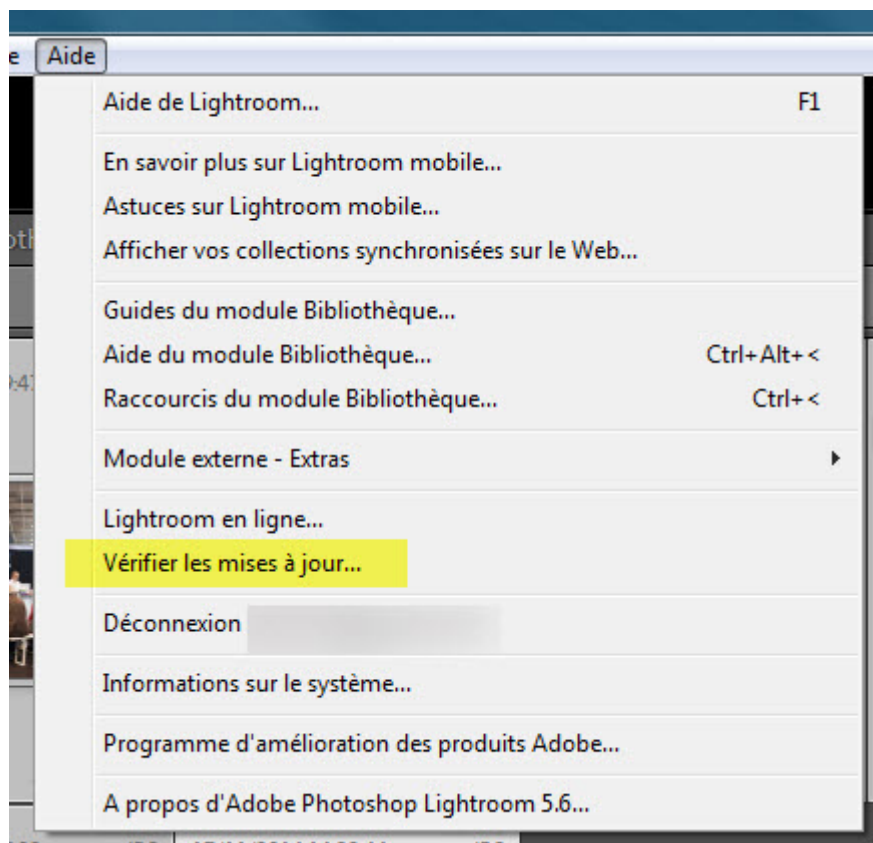 e Aide
Aide de Lightroom... F1
En savoir plus sur Lightroom mobile...
Astuces sur Lightroom mobile...
Afficher vos collections synchronisées sur le Web...
Guides du module Bibliothèque...
Aide du module Bibliothèque... Ctrl+Alt+<
Raccourcis du module Bibliothèque... Ctrl+<
Module externe - Extras
Lightroom en ligne...
Vérifier les mises à jour...
Déconnexion
Informations sur le système...
Programme d'amélioration des produits Adobe...
A propos d'Adobe Photoshop Lightroom 5.6...